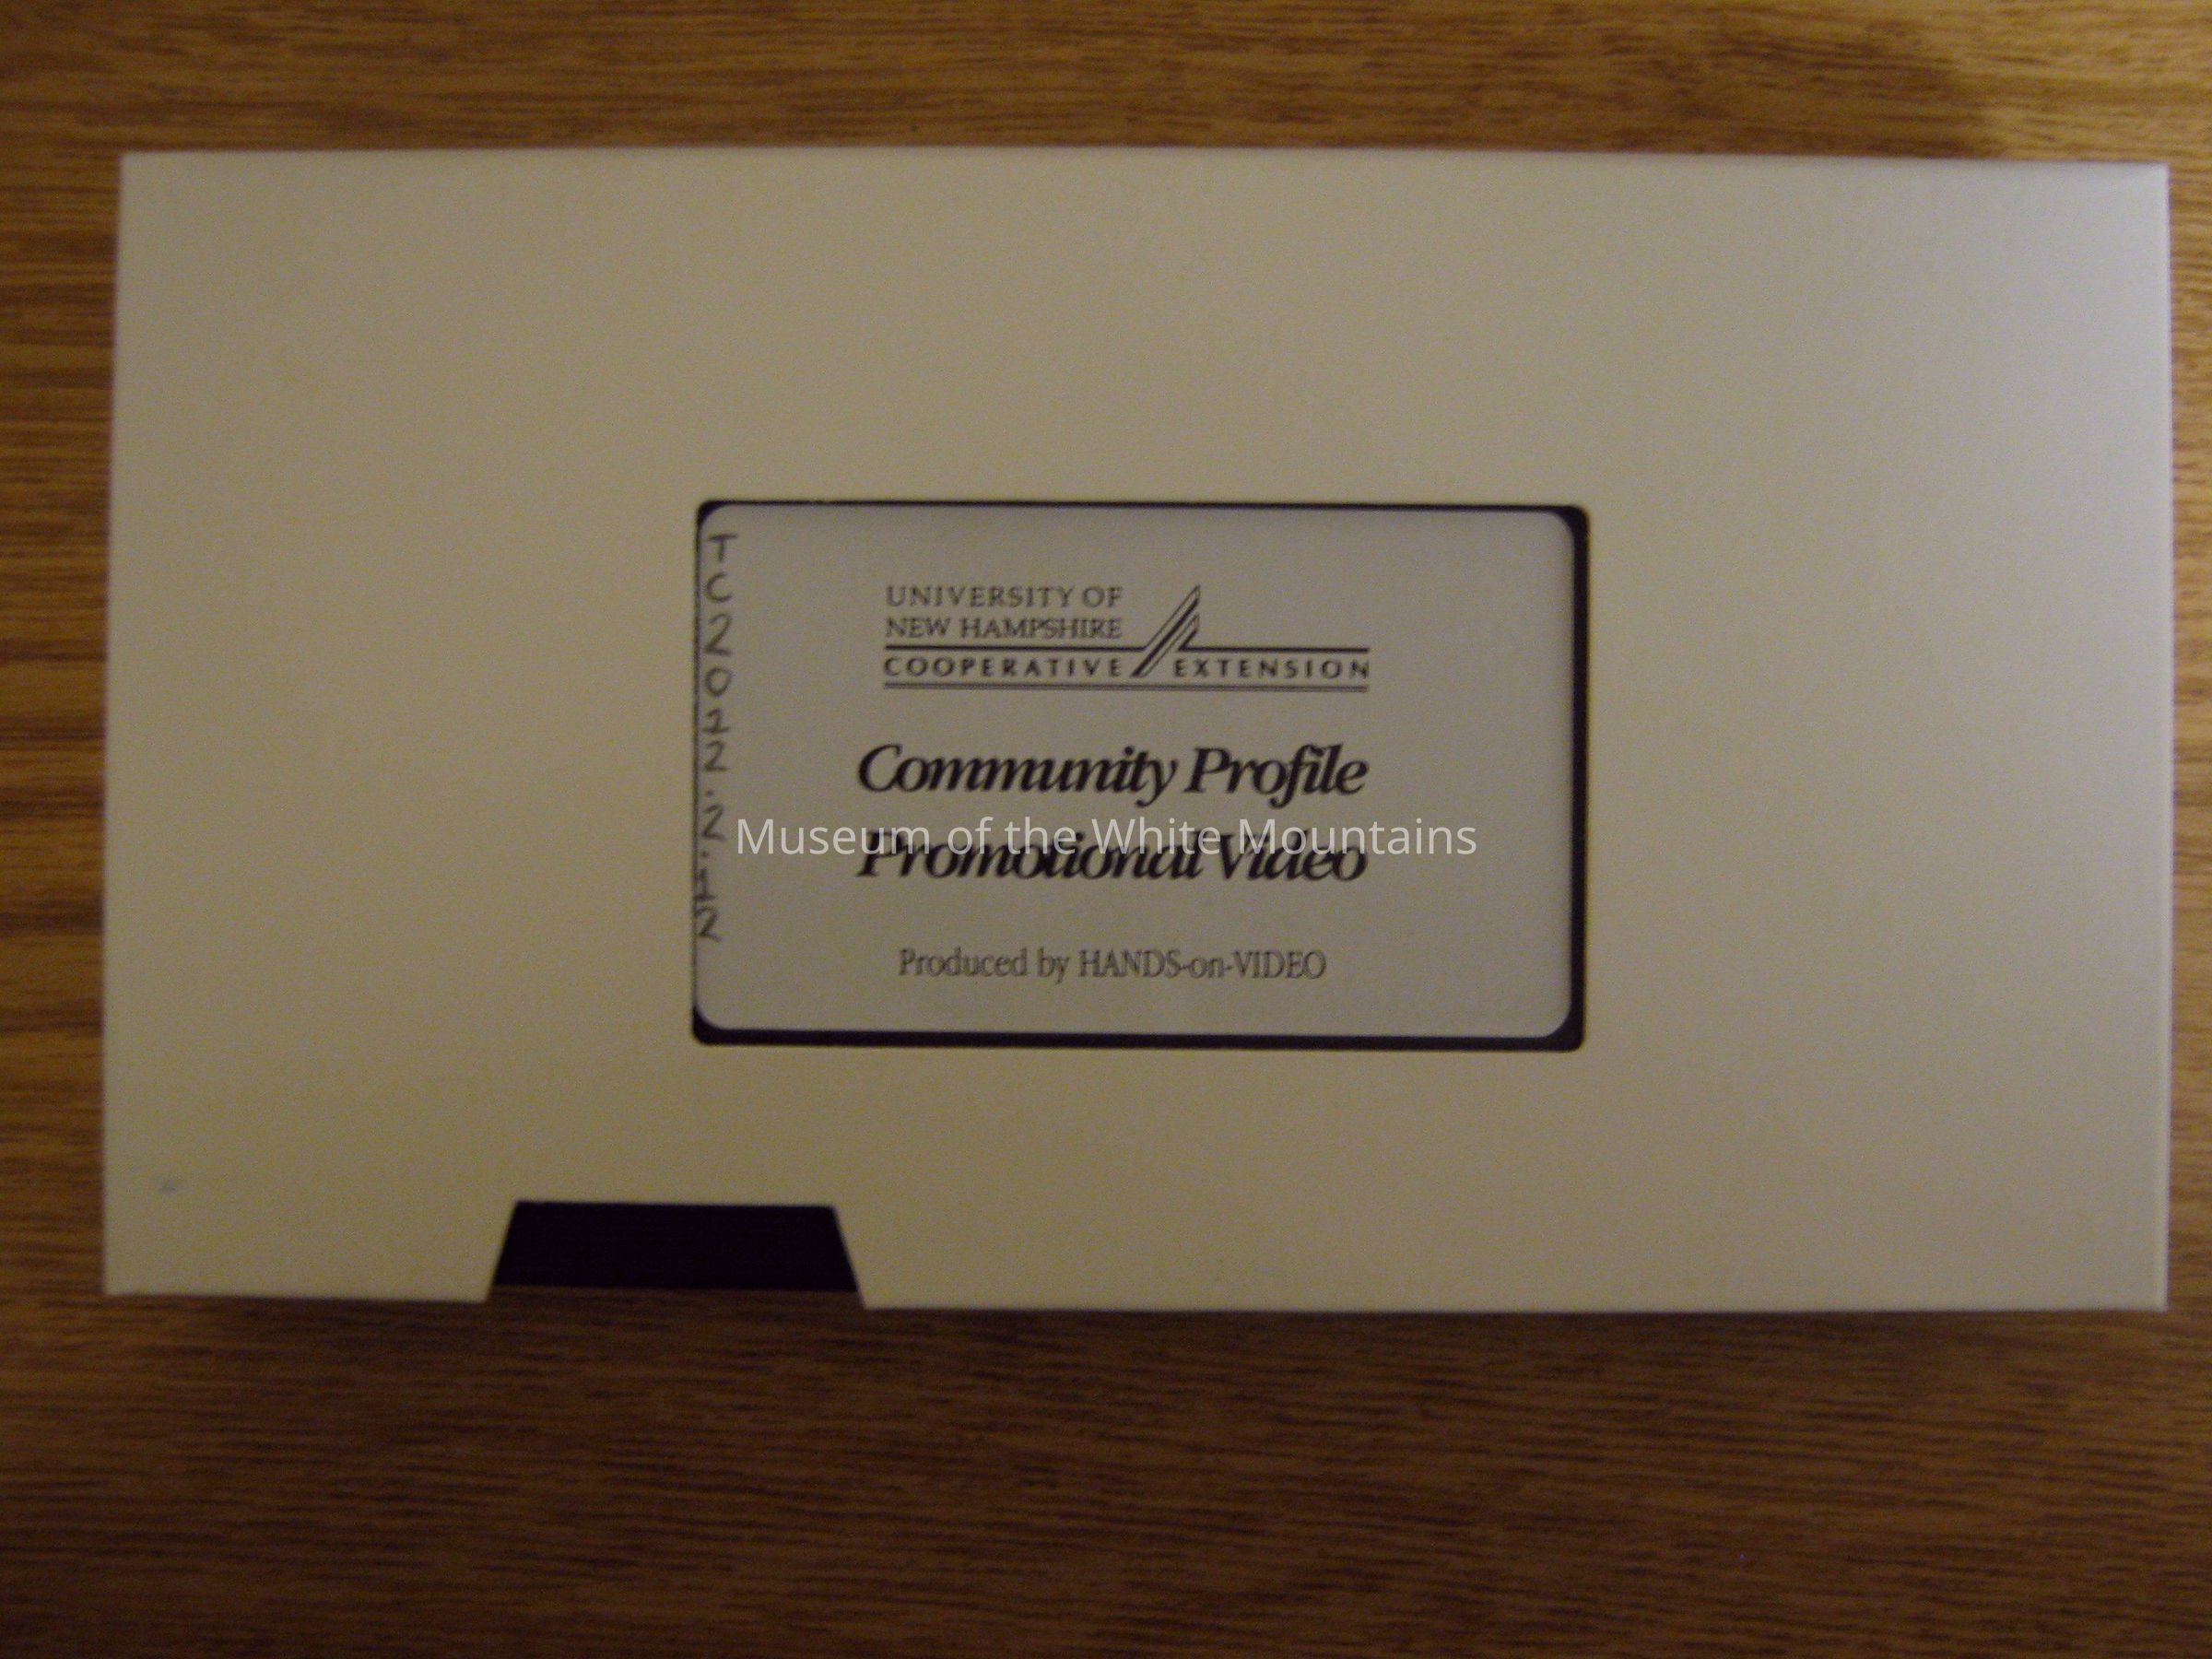 TC2012.2.12
UNIVERSITY OF
NEW HAMPSHIRE
COOPERATIVE EXTENSION
Community Profile
Museum of the White Mountains
Promotional Video
Produced by HANDS-on-VIDEO